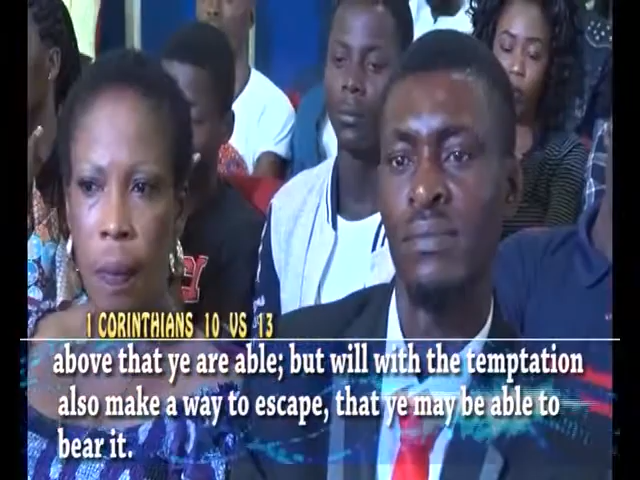 1 CORINTHIANS 10 VS 13
above that ye are able; but will with the temptation
also make a way to escape, that ye may be able to
bear it.